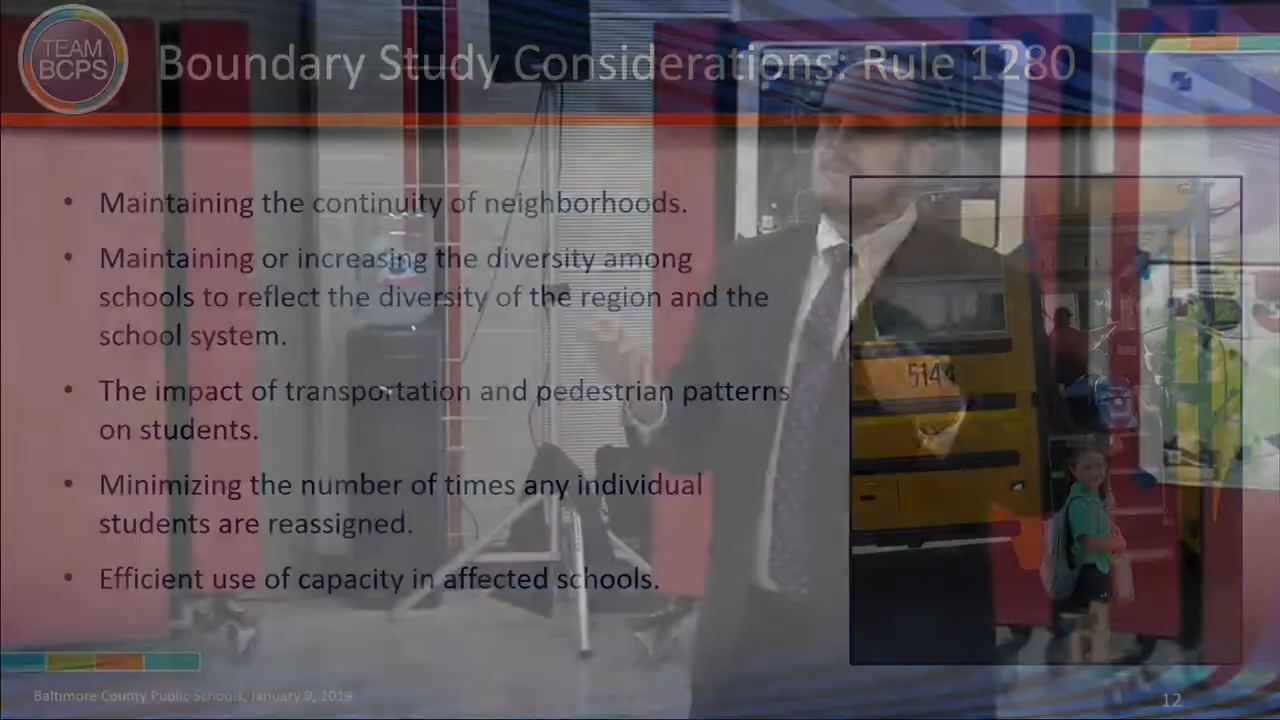 TEAM
BCPS
Boundary Study Considerations: Rule 1280
• Maintaining the continuity of neighborhoods.
• Maintaining or increasing the diversity among
schools to reflect the diversity of the region and the
school system.
• The impact of transportation and pedestrian patterns
on students.
• Minimizing the number of times any individual
students are reassigned.
• Efficient use of capacity in affected schools.
5144
Baltimore County Public Schools, January 9, 2019
12